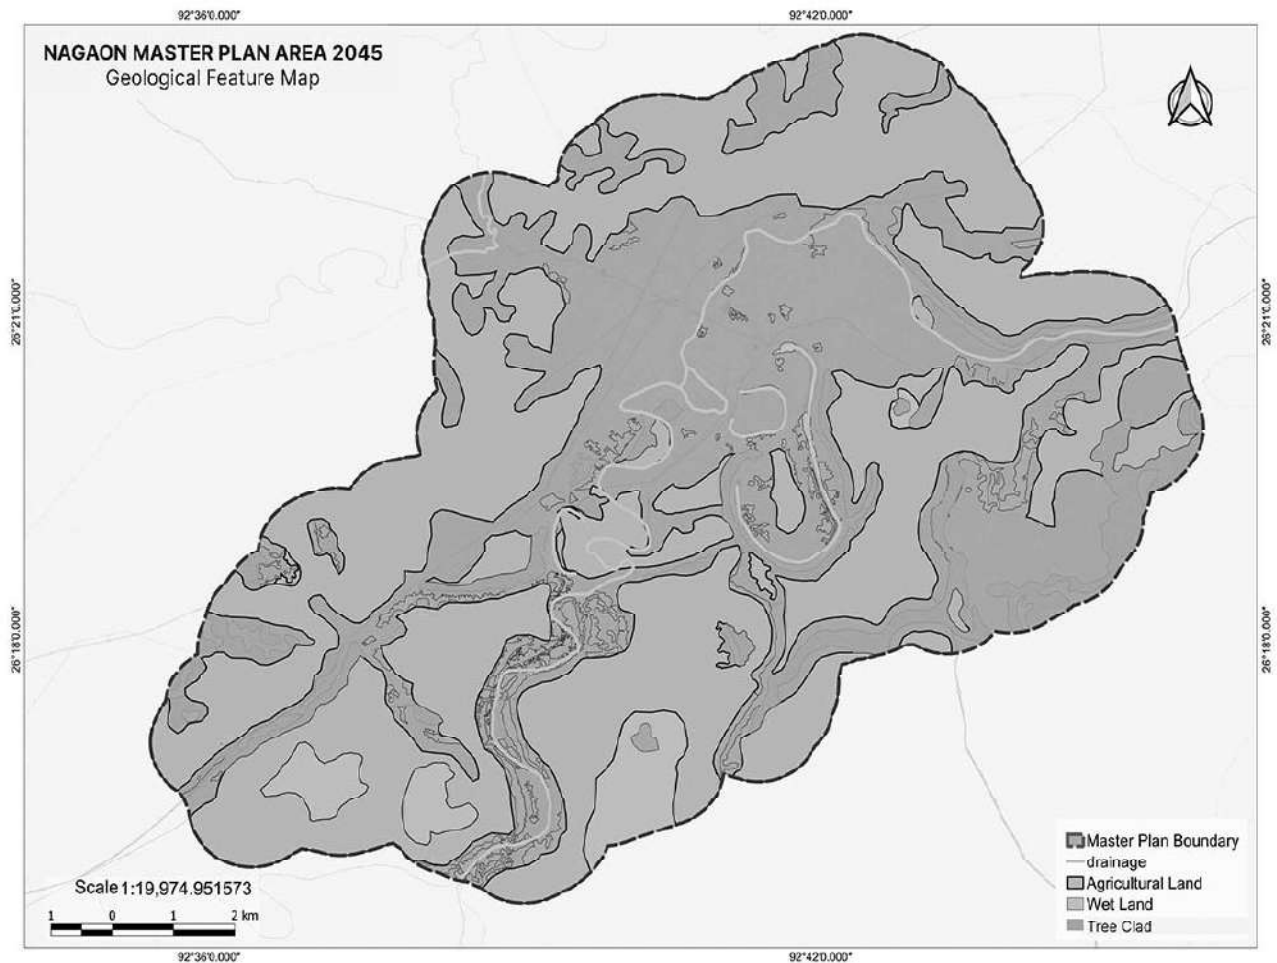 92°36'0.000"
92°42'0.000"
NAGAON MASTER PLAN AREA 2045
Geological Feature Map
26°21'0.000"
26°21'0.000"
26°18'0.000"
26°18'0.000"
Master Plan Boundary
drainage
Agricultural Land
Wet Land
Tree Clad
Scale 1:19,974.951573
1 0 1 2 km
92°36'0.000"
92°42'0.000"